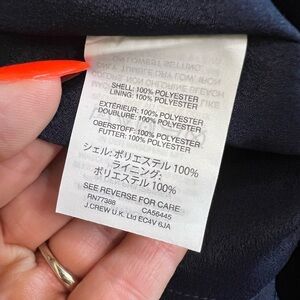 SHELL: 100% POLYESTER
LINING: 100% POLYESTER
EXTÉRIEUR: 100% POLYESTER
DOUBLURE: 100% POLYESTER
OBERSTOFF: 100% POLYESTER
FUTTER: 100% POLYESTER
シェル: ポリエステル 100%
ライニング:
ポリエステル 100%
SEE REVERSE FOR CARE
RN77388 CA56445
J.CREW U.K. Ltd EC4V 6JA